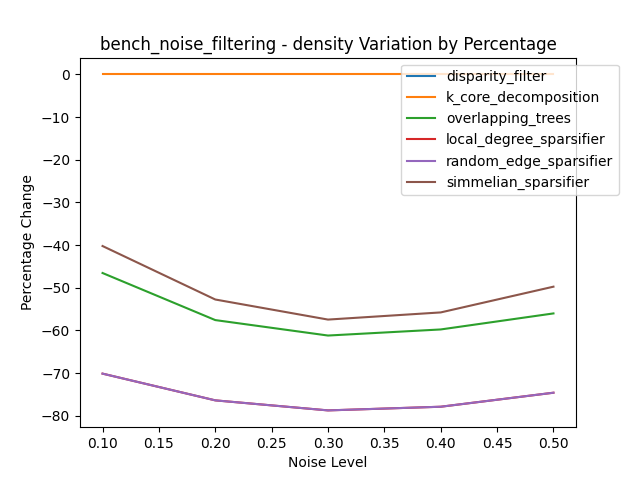 bench_noise_filtering - density Variation by Percentage
disparity_filter
k_core_decomposition
overlapping_trees
local_degree_sparsifier
random_edge_sparsifier
simmelian_sparsifier
Percentage Change
0
−10
−20
−30
−40
−50
−60
−70
−80
0.10 0.15 0.20 0.25 0.30 0.35 0.40 0.45 0.50
Noise Level